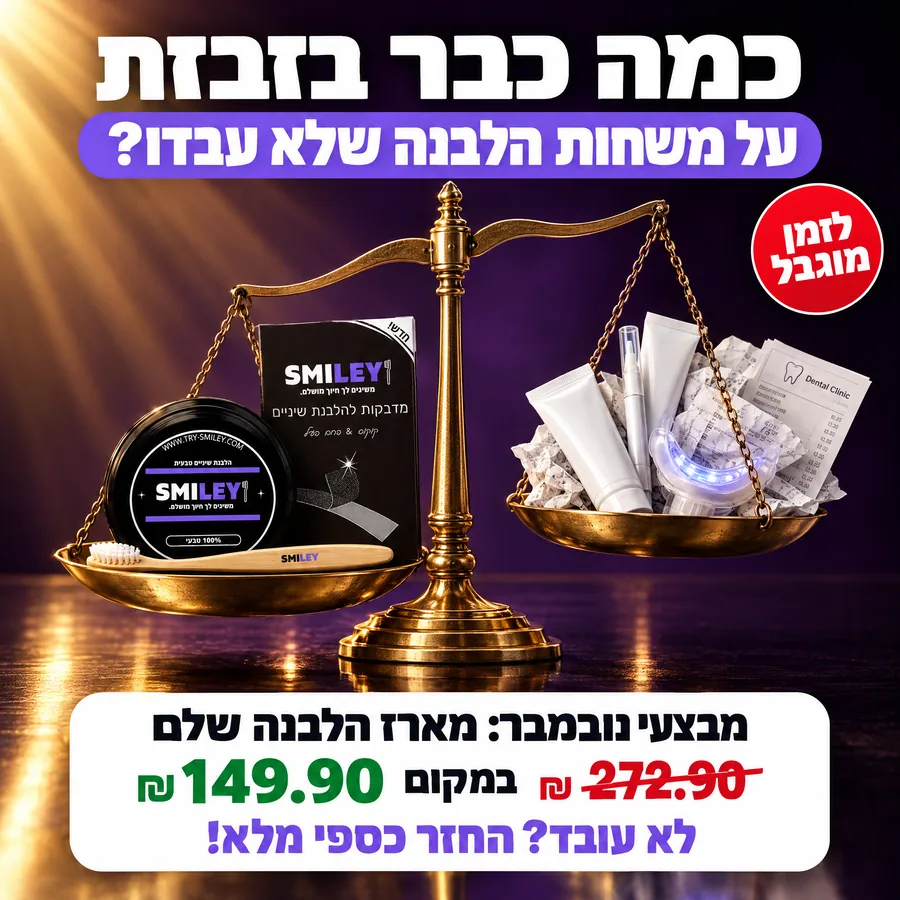 כמה כבר בזבזת
על משחות הלבנה שלא עבדו?
לזמן
מוגבל
חדש!
SMILEY
משיגים לך חיוך מושלם.
מדבקות להלבנת שיניים
קוקוס & פחם פעיל
WWW.TRY-SMILEY.COM
הלבנת שיניים טבעית
SMILEY
משיגים לך חיוך מושלם.
100% טבעי
SMILEY
Dental Clinic
מבצעי נובמבר: מארז הלבנה שלם
272.90 ₪ במקום 149.90 ₪
לא עובד? החזר כספי מלא!